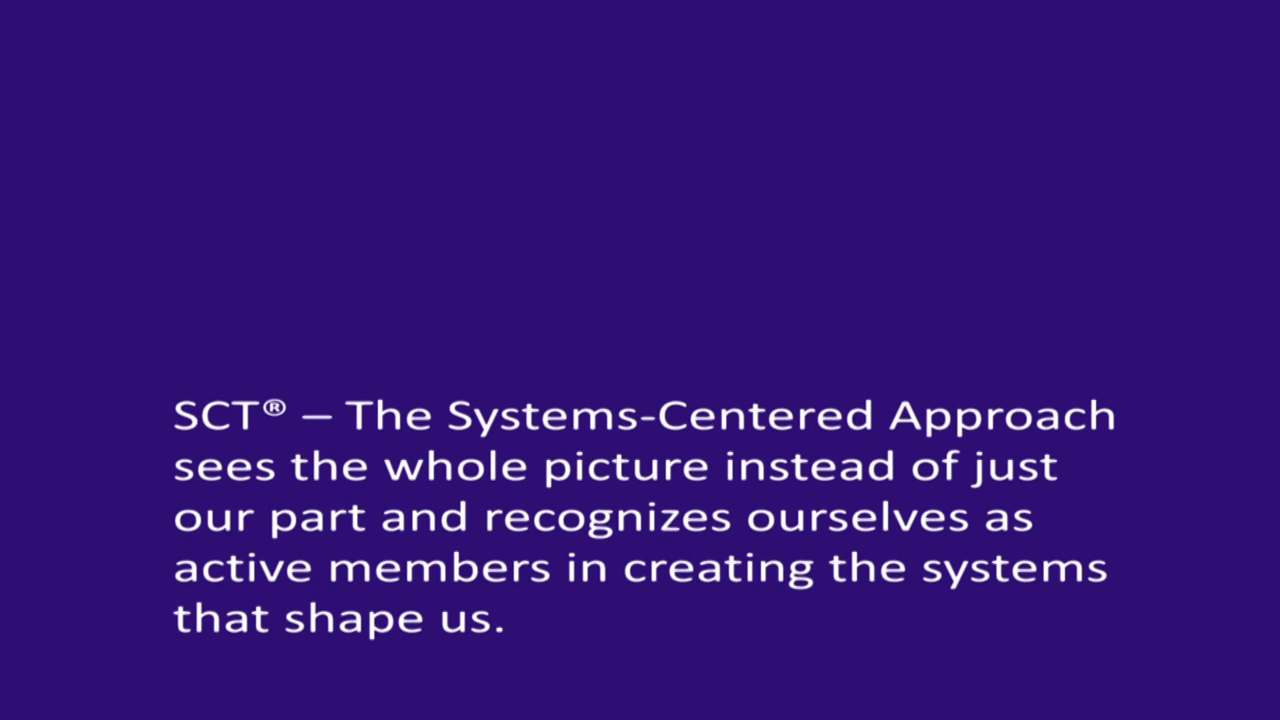 SCT® – The Systems-Centered Approach
sees the whole picture instead of just
our part and recognizes ourselves as
active members in creating the systems
that shape us.